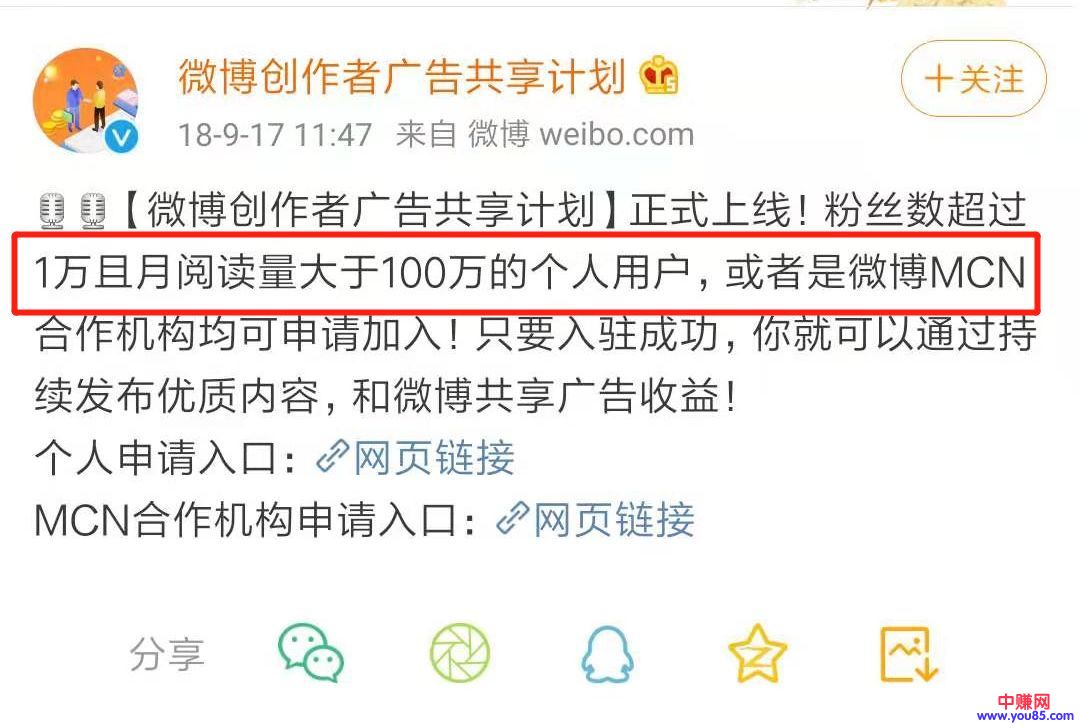 微博创作者广告共享计划
+关注
18-9-17 11:47 来自 微博 weibo.com
【微博创作者广告共享计划】正式上线！粉丝数超过
1万且月阅读量大于100万的个人用户，或者是微博MCN
合作机构均可申请加入！只要入驻成功，你就可以通过持
续发布优质内容，和微博共享广告收益！
个人申请入口：网页链接
MCN合作机构申请入口：网页链接
分享
中赚网
www.you85.com